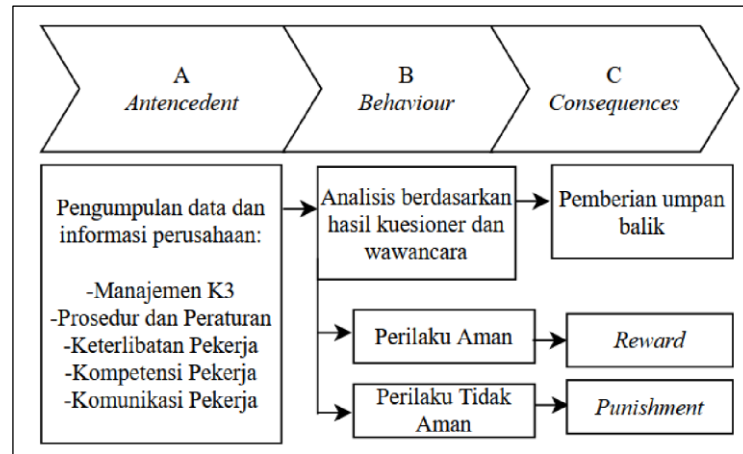 A
Antencedent
B
Behaviour
C
Consequences
Pengumpulan data dan
informasi perusahaan:
-Manajemen K3
-Prosedur dan Peraturan
-Keterlibatan Pekerja
-Kompetensi Pekerja
-Komunikasi Pekerja
Analisis berdasarkan
hasil kuesioner dan
wawancara
Pemberian umpan
balik
Perilaku Aman
Reward
Perilaku Tidak
Aman
Punishment